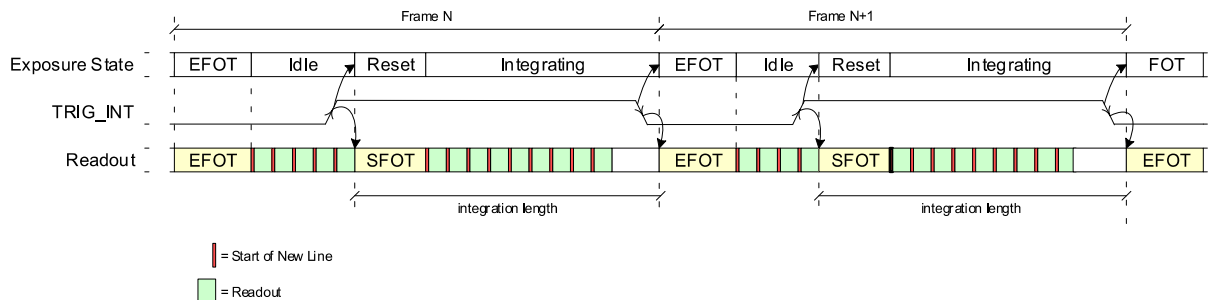 Frame N Frame N+1
Exposure State EFOT Idle Reset Integrating EFOT Idle Reset Integrating FOT
TRIG_INT
Readout EFOT SFOT EFOT SFOT EFOT
integration length integration length
= Start of New Line
= Readout